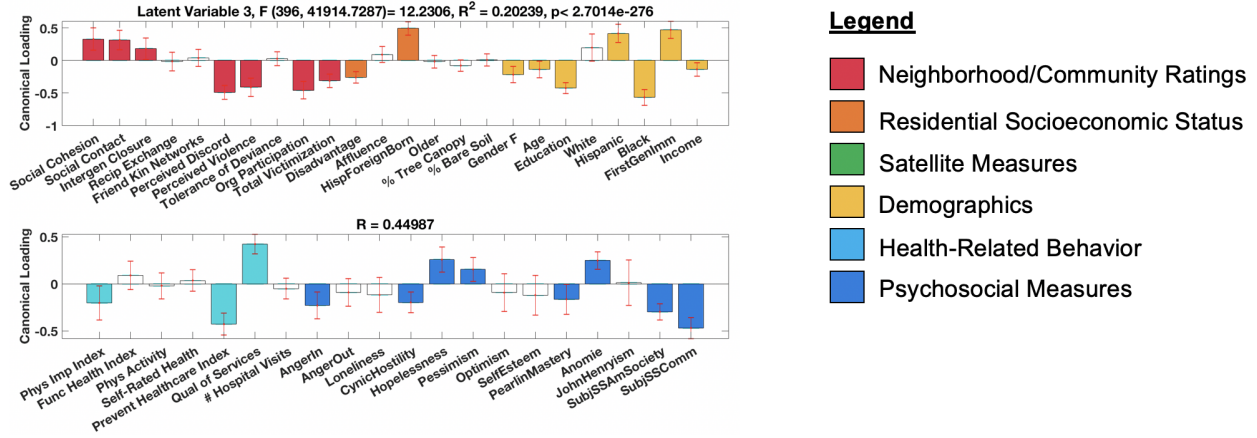 Latent Variable 3, F (396, 41914.7287)= 12.2306, R² = 0.20239, p< 2.7014e-276
Canonical Loading
0.5
0
-0.5
-1
Social Cohesion
Social Contact
Intergen Closure
Recip Exchange
Friend Kin Networks
Perceived Discord
Perceived Violence
Tolerance of Deviance
Org Participation
Total Victimization
Disadvantage
Affluence
HispForeignBorn
Older
% Tree Canopy
% Bare Soil
Gender F
Age
Education
White
Hispanic
Black
FirstGenImm
Income
R = 0.44987
Canonical Loading
0.5
0
-0.5
Phys Imp Index
Func Health Index
Phys Activity
Self-Rated Health
Prevent Healthcare Index
Qual of Services
# Hospital Visits
AngerIn
AngerOut
Loneliness
CynicHostility
Hopelessness
Pessimism
Optimism
SelfEsteem
PearlinMastery
Anomie
JohnHenryism
SubjSSAmSociety
SubjSSComm
Legend
Neighborhood/Community Ratings
Residential Socioeconomic Status
Satellite Measures
Demographics
Health-Related Behavior
Psychosocial Measures